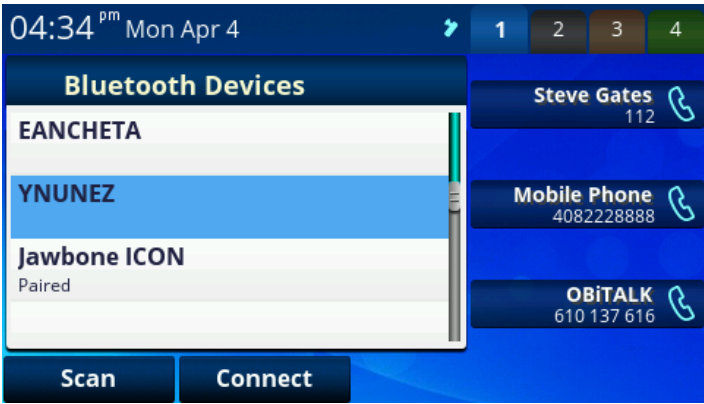 04:34 pm Mon Apr 4
1 2 3 4
Bluetooth Devices
EANCHETA
YNUNEZ
Jawbone ICON
Paired
Steve Gates
112
Mobile Phone
4082228888
OBiTALK
610 137 616
Scan Connect